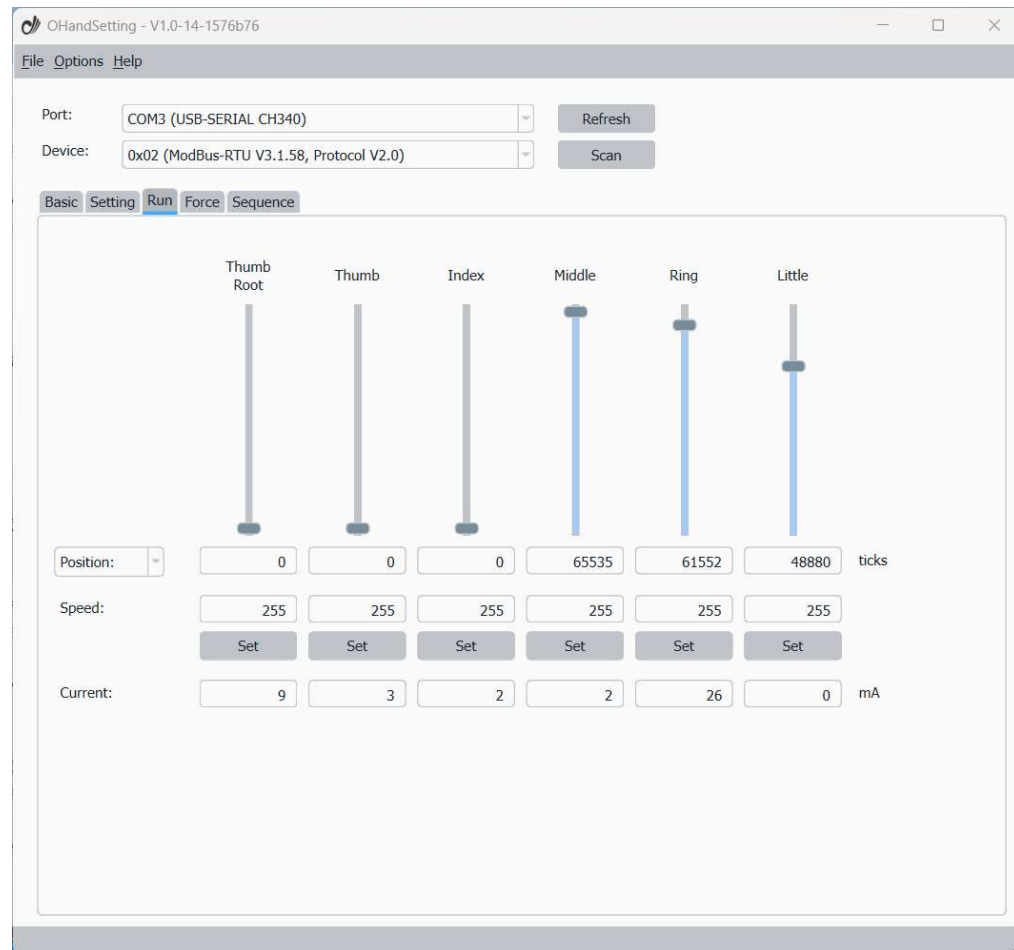 OHandSetting - V1.0-14-1576b76
File Options Help
Port: COM3 (USB-SERIAL CH340) Refresh
Device: 0x02 (ModBus-RTU V3.1.58, Protocol V2.0) Scan
Basic Setting Run Force Sequence
Thumb Root Thumb Index Middle Ring Little
Position: 0 0 0 65535 61552 48880 ticks
Speed: 255 255 255 255 255 255
Set Set Set Set Set Set
Current: 9 3 2 2 26 0 mA